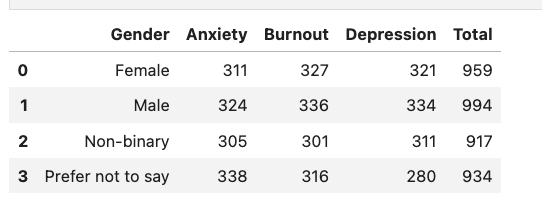 Gender Anxiety Burnout Depression Total
0 Female 311 327 321 959
1 Male 324 336 334 994
2 Non-binary 305 301 311 917
3 Prefer not to say 338 316 280 934